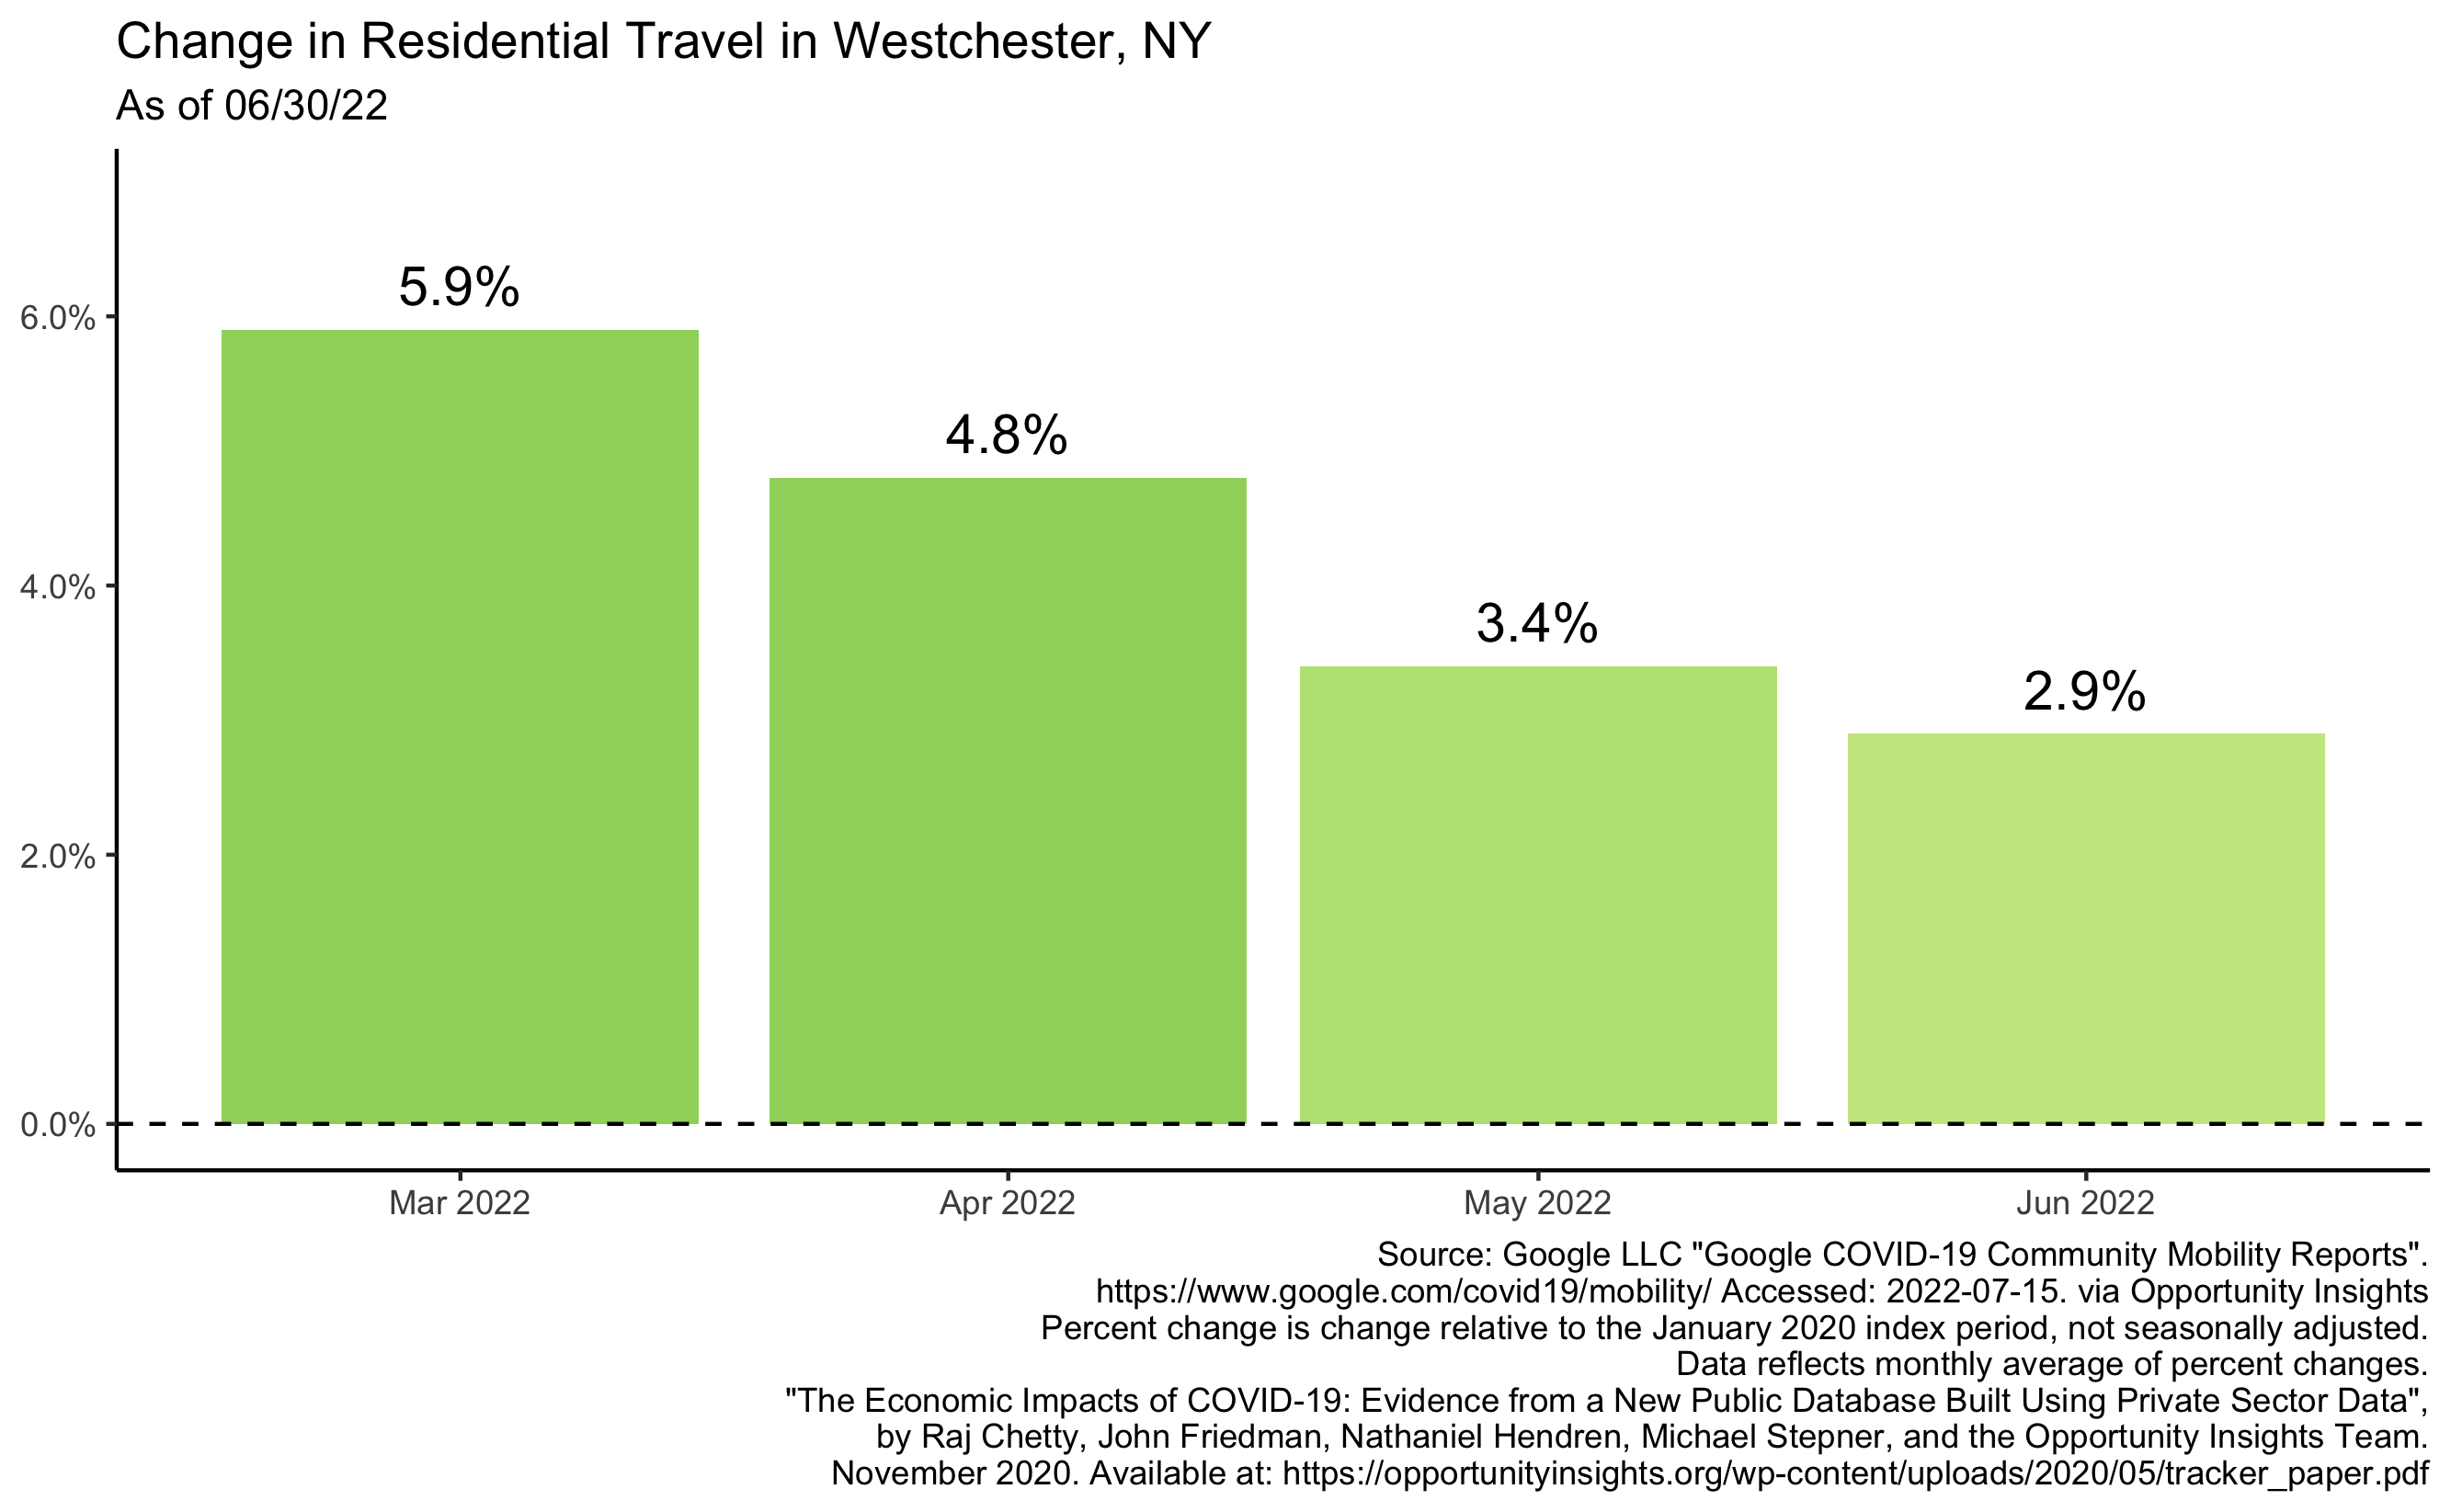 Change in Residential Travel in Westchester, NY
As of 06/30/22
5.9%
6.0%
4.8%
4.0%
3.4%
2.9%
2.0%
0.0%
Mar 2022
Apr 2022
May 2022
Jun 2022
Source: Google LLC "Google COVID-19 Community Mobility Reports".
https://www.google.com/covid19/mobility/ Accessed: 2022-07-15. via Opportunity Insights
Percent change is change relative to the January 2020 index period, not seasonally adjusted.
Data reflects monthly average of percent changes.
"The Economic Impacts of COVID-19: Evidence from a New Public Database Built Using Private Sector Data",
by Raj Chetty, John Friedman, Nathaniel Hendren, Michael Stepner, and the Opportunity Insights Team.
November 2020. Available at: https://opportunityinsights.org/wp-content/uploads/2020/05/tracker_paper.pdf